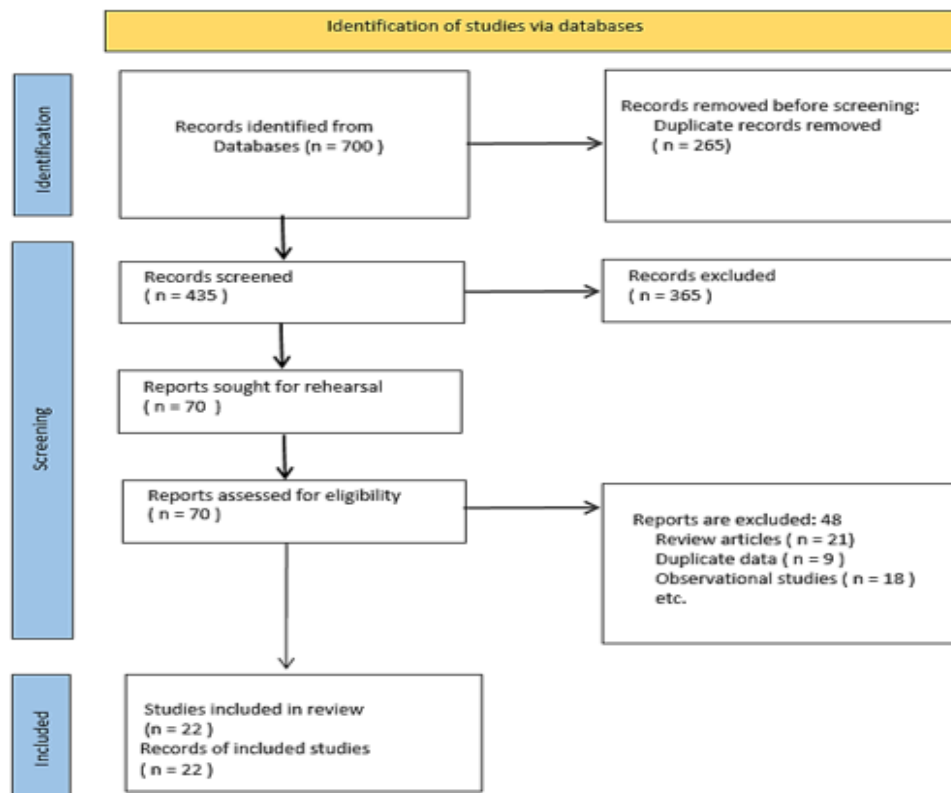 Identification of studies via databases
Identification
Records identified from
Databases (n = 700 )
Records removed before screening:
Duplicate records removed
( n = 265)
Screening
Records screened
( n = 435 )
Records excluded
( n = 365 )
Reports sought for rehearsal
( n = 70 )
Reports assessed for eligibility
( n = 70 )
Reports are excluded: 48
Review articles ( n = 21)
Duplicate data ( n = 9 )
Observational studies ( n = 18 )
etc.
Included
Studies included in review
(n = 22 )
Records of included studies
( n = 22 )